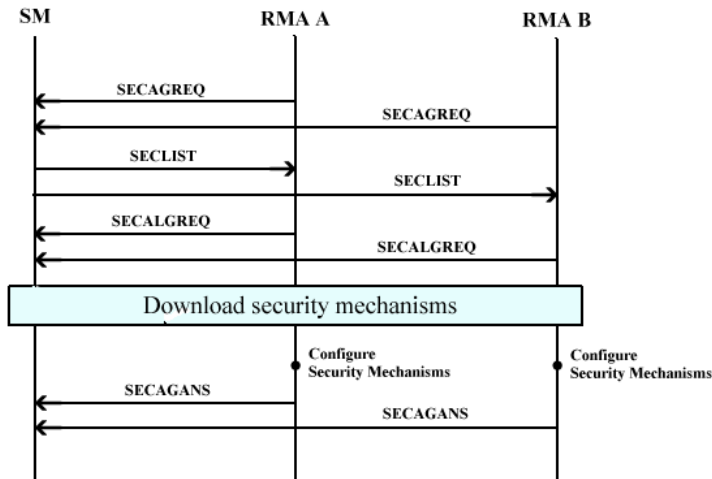 SM
RMA A
RMA B
SECAGREQ
SECAGREQ
SECLIST
SECLIST
SECALGREQ
SECALGREQ
Download security mechanisms
Configure
Security Mechanisms
Configure
Security Mechanisms
SECAGANS
SECAGANS